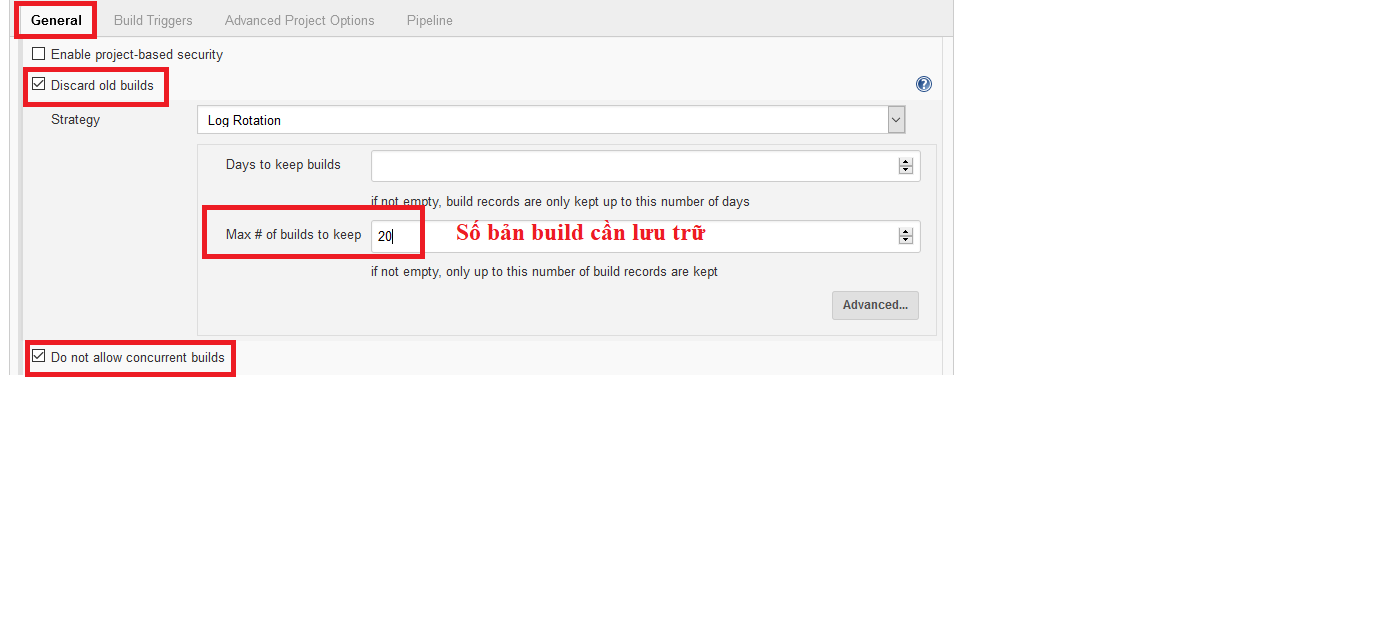 General Build Triggers Advanced Project Options Pipeline
Enable project-based security
Discard old builds
Strategy Log Rotation
Days to keep builds
if not empty, build records are only kept up to this number of days
Max # of builds to keep 20 Số bản build cần lưu trữ
if not empty, only up to this number of build records are kept
Advanced...
Do not allow concurrent builds